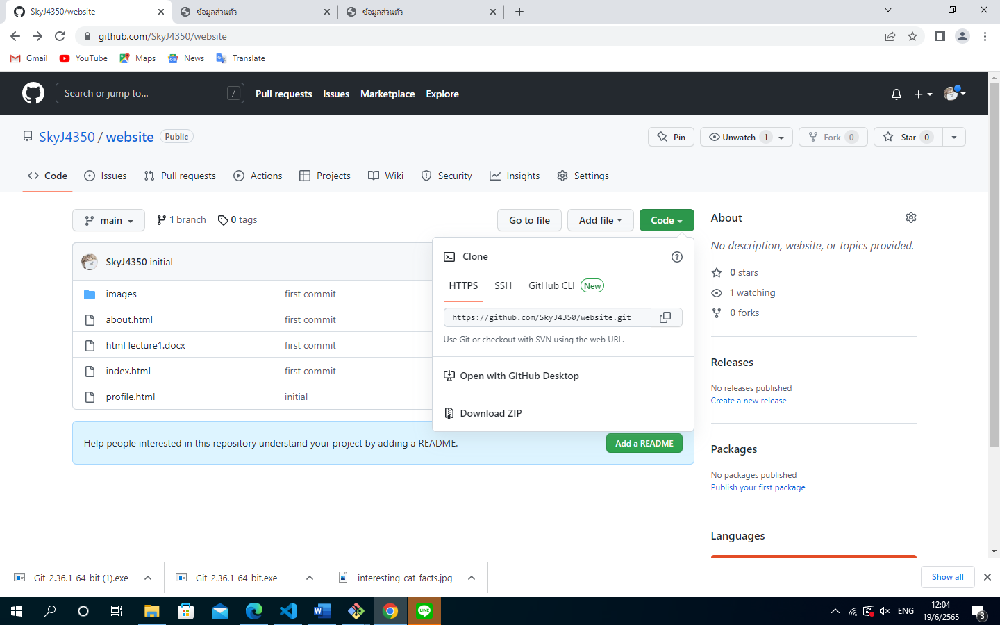 SkyJ4350/website
ข้อมูลส่วนตัว
ข้อมูลส่วนตัว
github.com/SkyJ4350/website
Gmail YouTube Maps News Translate
Search or jump to... /
Pull requests Issues Marketplace Explore
SkyJ4350 / website Public
Pin Unwatch 1 Fork 0 Star 0
Code Issues Pull requests Actions Projects Wiki Security Insights Settings
main 1 branch 0 tags
Go to file Add file Code
SkyJ4350 initial
images first commit
about.html first commit
html lecture1.docx first commit
index.html first commit
profile.html initial
Clone
HTTPS SSH GitHub CLI New
https://github.com/SkyJ4350/website.git
Use Git or checkout with SVN using the web URL.
Open with GitHub Desktop
Download ZIP
Help people interested in this repository understand your project by adding a README.
Add a README
About
No description, website, or topics provided.
0 stars
1 watching
0 forks
Releases
No releases published
Create a new release
Packages
No packages published
Publish your first package
Languages
Git-2.36.1-64-bit (1).exe Git-2.36.1-64-bit.exe interesting-cat-facts.jpg Show all
LINE
ENG
12:04
19/6/2565
3